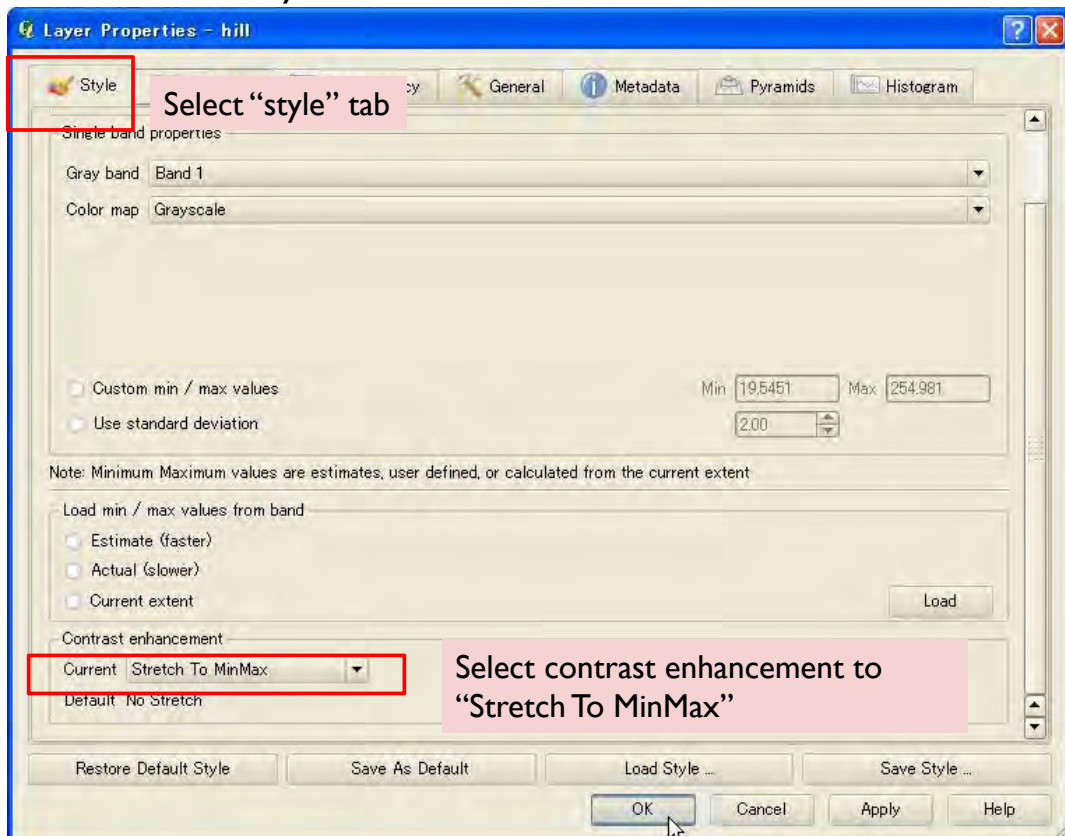 Layer Properties - hill
Style
cy
General
Metadata
Pyramids
Histogram
Select “style” tab
Single band properties
Gray band Band 1
Color map Grayscale
Custom min / max values Min 19.5451 Max 254.981
Use standard deviation 2.00
Note: Minimum Maximum values are estimates, user defined, or calculated from the current extent
Load min / max values from band
Estimate (faster)
Actual (slower)
Current extent Load
Contrast enhancement
Current Stretch To MinMax
Default No Stretch
Select contrast enhancement to
“Stretch To MinMax”
Restore Default Style Save As Default Load Style ... Save Style ...
OK Cancel Apply Help